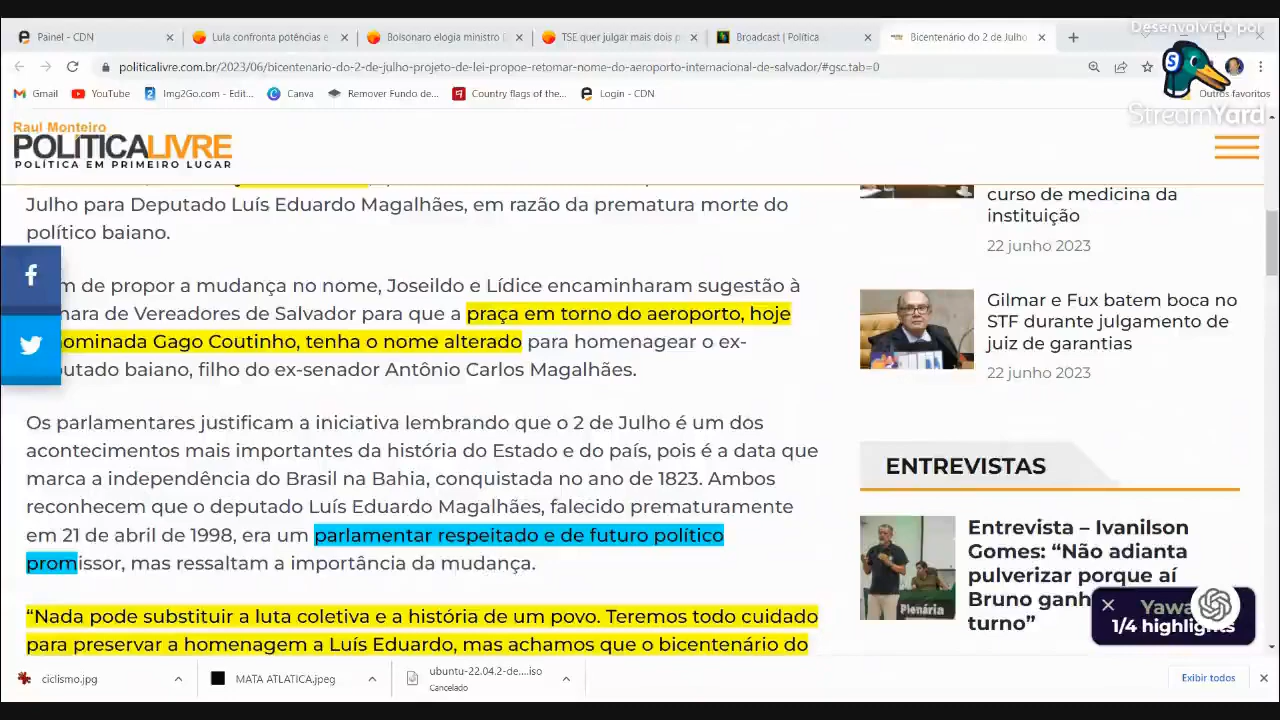 Desenvolvido por
Painel - CDN
Lula confronta potências e
Bolsonaro elogia ministro
TSE quer julgar mais dois p
Broadcast | Política
Bicentenário do 2 de Julho
politicalivre.com.br/2023/06/bicentenario-do-2-de-julho-projeto-de-lei-propoe-retomar-nome-do-aeroporto-internacional-de-salvador/#gsc.tab=0
Gmail
YouTube
Img2Go.com - Edit...
Canva
Remover Fundo de...
Country flags of the...
Login - CDN
Outros favoritos
StreamYard
Raul Monteiro
POLÍTICALIVRE
POLÍTICA EM PRIMEIRO LUGAR
Julho para Deputado Luís Eduardo Magalhães, em razão da prematura morte do
político baiano.
m de propor a mudança no nome, Joseildo e Lídice encaminharam sugestão à
mara de Vereadores de Salvador para que a praça em torno do aeroporto, hoje
ominada Gago Coutinho, tenha o nome alterado para homenagear o ex-
utado baiano, filho do ex-senador Antônio Carlos Magalhães.
Os parlamentares justificam a iniciativa lembrando que o 2 de Julho é um dos
acontecimentos mais importantes da história do Estado e do país, pois é a data que
marca a independência do Brasil na Bahia, conquistada no ano de 1823. Ambos
reconhecem que o deputado Luís Eduardo Magalhães, falecido prematuramente
em 21 de abril de 1998, era um parlamentar respeitado e de futuro político
promissor, mas ressaltam a importância da mudança.
“Nada pode substituir a luta coletiva e a história de um povo. Teremos todo cuidado
para preservar a homenagem a Luís Eduardo, mas achamos que o bicentenário do
curso de medicina da
instituição
22 junho 2023
Gilmar e Fux batem boca no
STF durante julgamento de
juiz de garantias
22 junho 2023
ENTREVISTAS
Entrevista – Ivanilson
Gomes: “Não adianta
pulverizar porque aí
Bruno ganh
turno”
Plenária
Yawa
1/4 highlights
ciclismo.jpg
MATA ATLATICA.jpeg
ubuntu-22.04.2-de....iso
Cancelado
Exibir todos